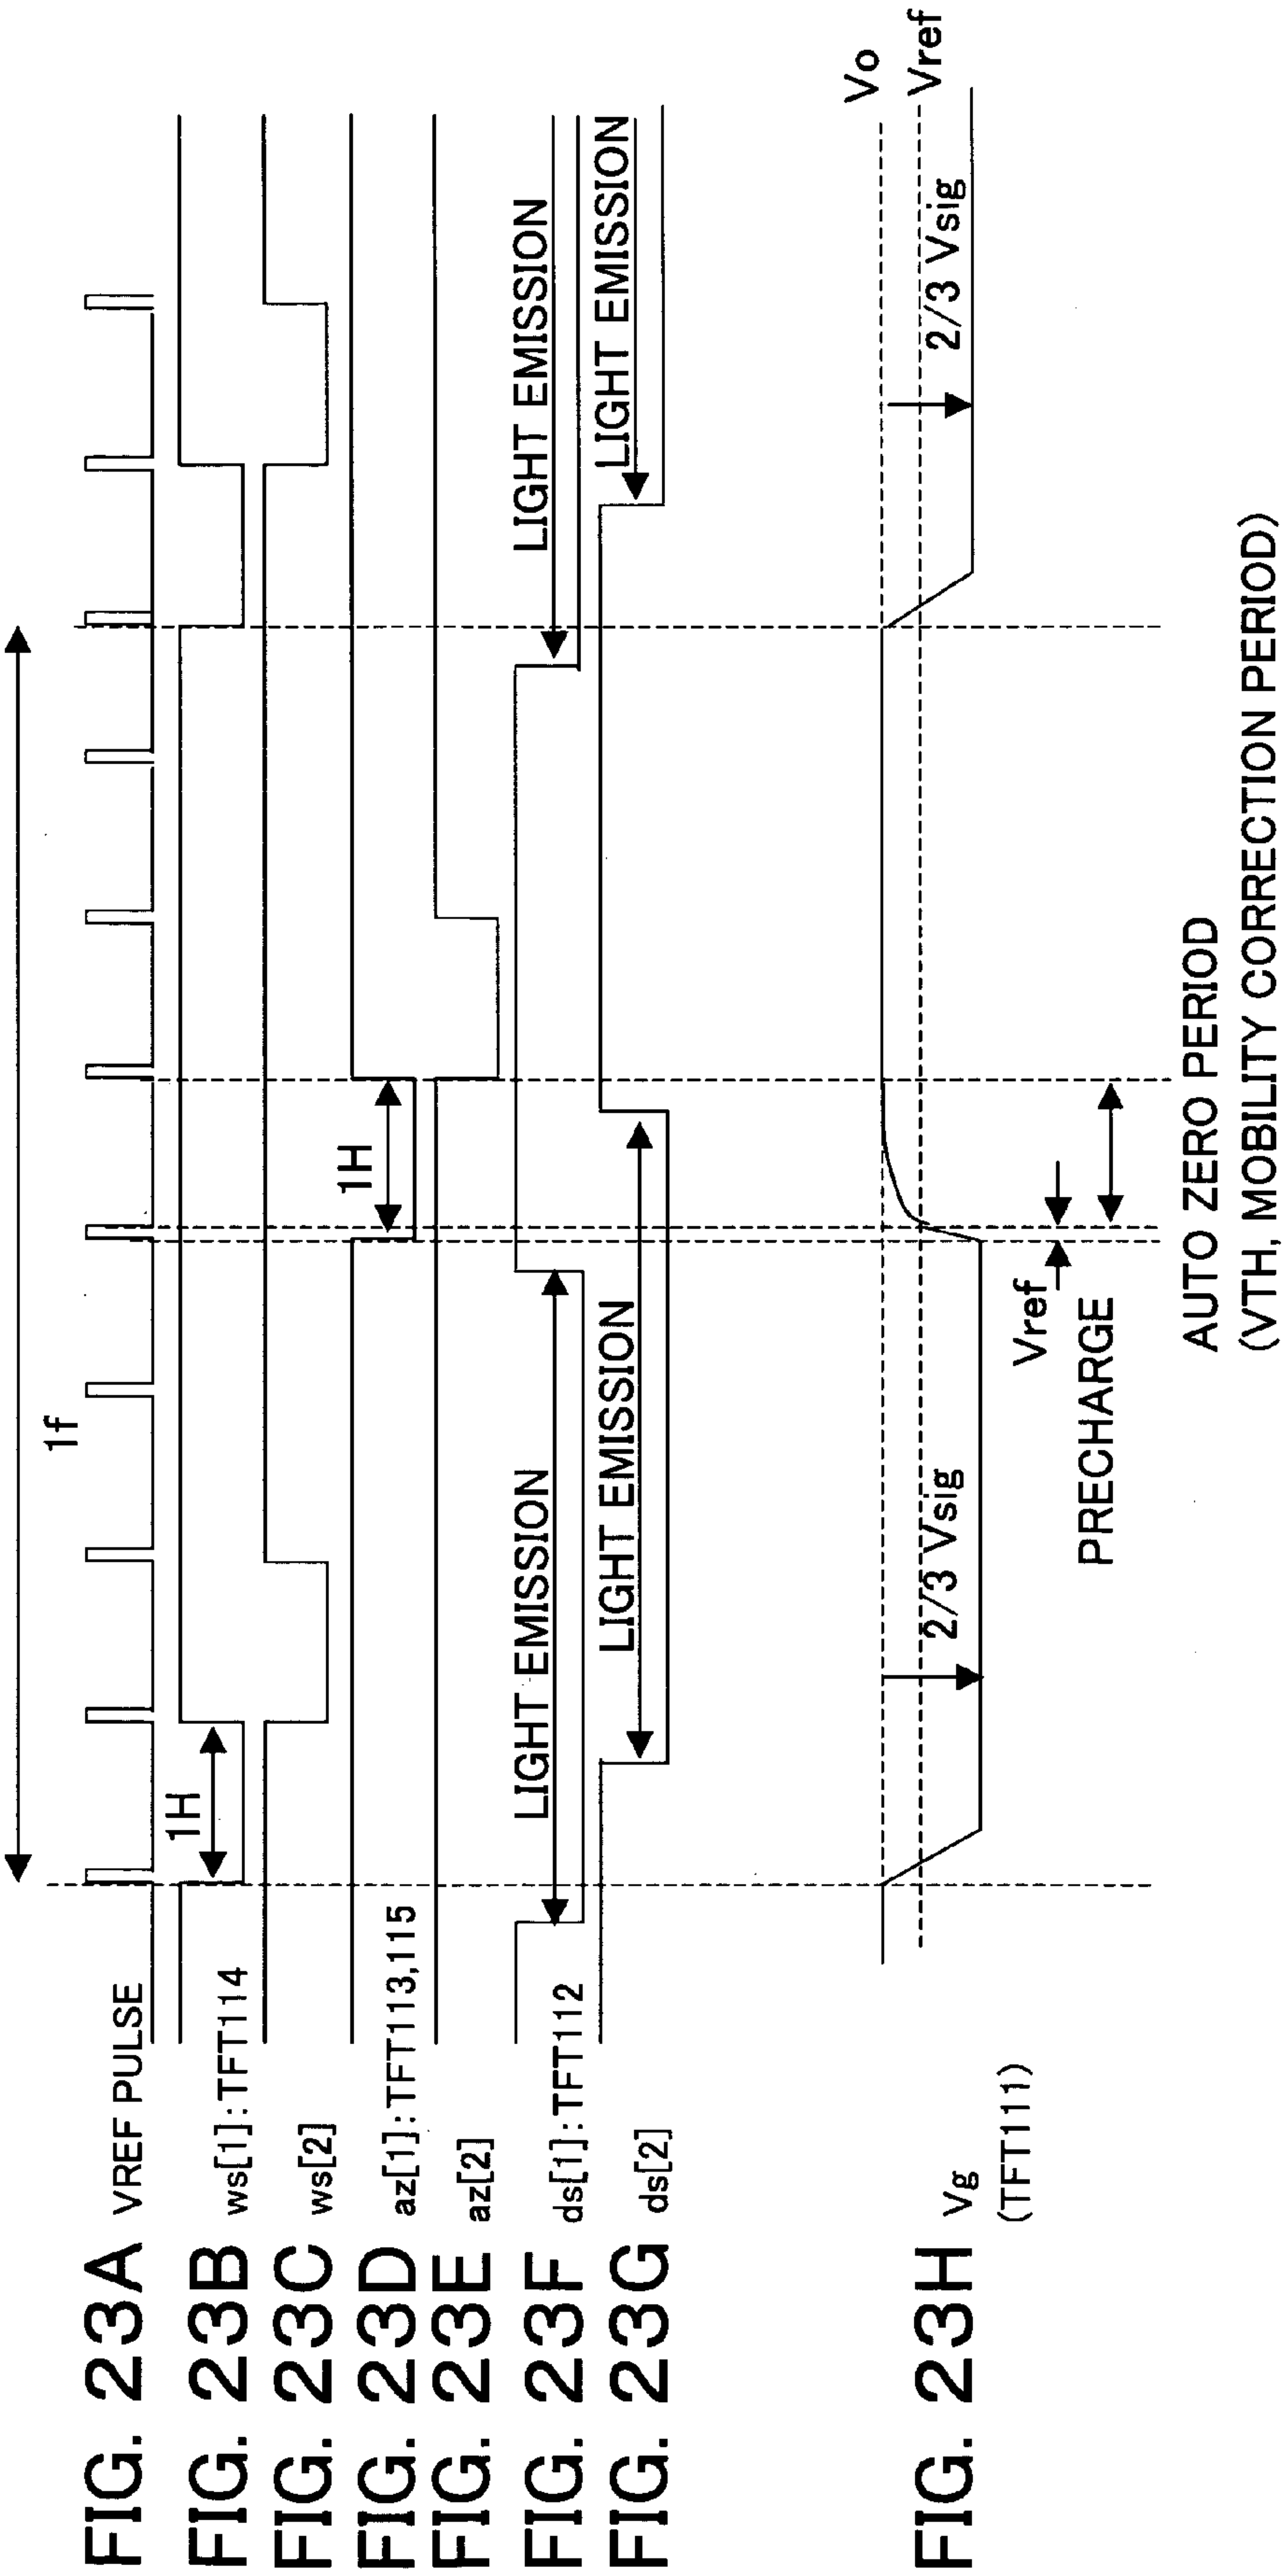 1f
FIG. 23A VREF PULSE
FIG. 23B ws[1]:TFT114
1H
FIG. 23C ws[2]
FIG. 23D az[1]:TFT113,115
1H
FIG. 23E az[2]
FIG. 23F ds[1]:TFT112
LIGHT EMISSION
LIGHT EMISSION
FIG. 23G ds[2]
LIGHT EMISSION
LIGHT EMISSION
FIG. 23H Vg
(TFT111)
2/3 Vsig
2/3 Vsig
Vo
Vref
Vref
PRECHARGE
AUTO ZERO PERIOD
(VTH, MOBILITY CORRECTION PERIOD)